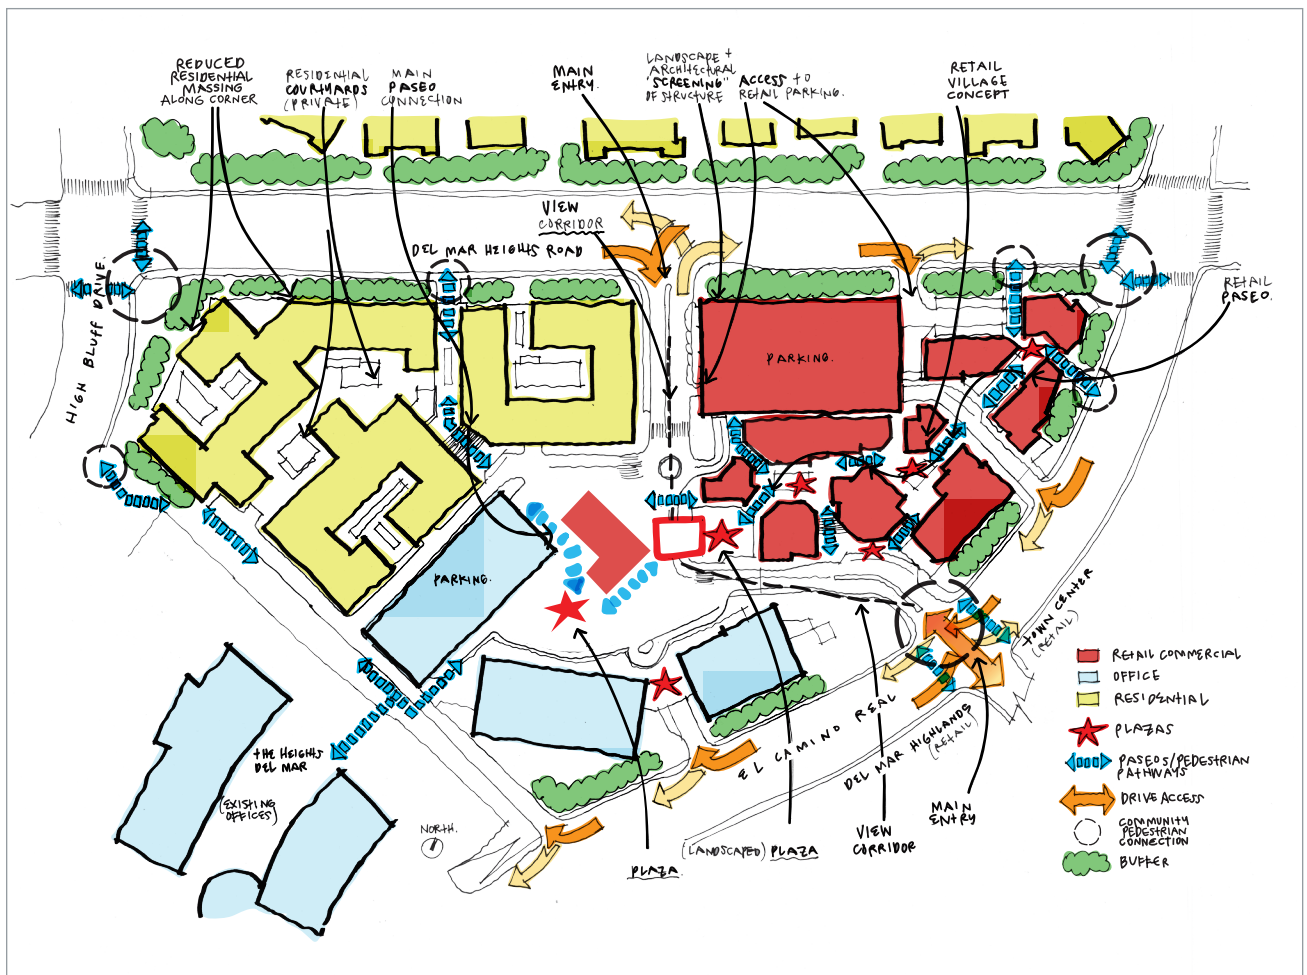 REDUCED
RESIDENTIAL
MASSING
ALONG CORNER
RESIDENTIAL
COURTYARDS
(PRIVATE)
MAIN
PASEO
CONNECTION
MAIN
ENTRY.
LANDSCAPE +
ARCHITECTURAL
"SCREENING"
OF STRUCTURE
ACCESS TO
RETAIL PARKING.
RETAIL
VILLAGE
CONCEPT
VIEW
CORRIDOR
DEL MAR HEIGHTS ROAD
HIGH BLUFF DRIVE.
RETAIL
PASEO.
PARKING.
PARKING.
TOWN CENTER
(RETAIL)
RETAIL COMMERCIAL
OFFICE
RESIDENTIAL
PLAZAS
PASEOS/PEDESTRIAN
PATHWAYS
DRIVE ACCESS
COMMUNITY
PEDESTRIAN
CONNECTION
BUFFER
EL CAMINO REAL
DEL MAR HIGHLANDS
(RETAIL)
THE HEIGHTS
DEL MAR
(EXISTING
OFFICES)
NORTH.
PLAZA.
(LANDSCAPED) PLAZA
VIEW
CORRIDOR
MAIN
ENTRY